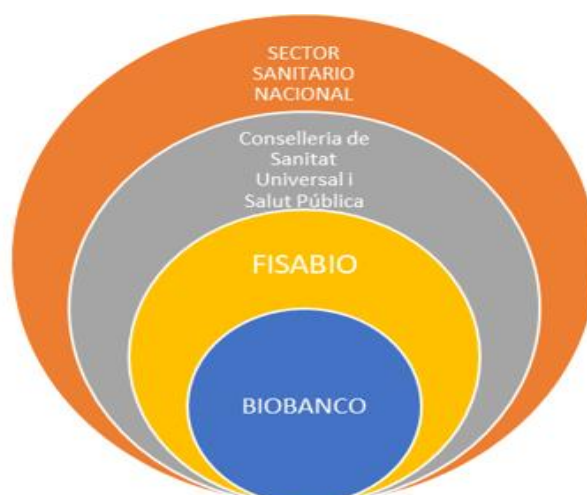 SECTOR
SANITARIO
NACIONAL
Conselleria de
Sanitat
Universal i
Salut Pública
FISABIO
BIOBANCO